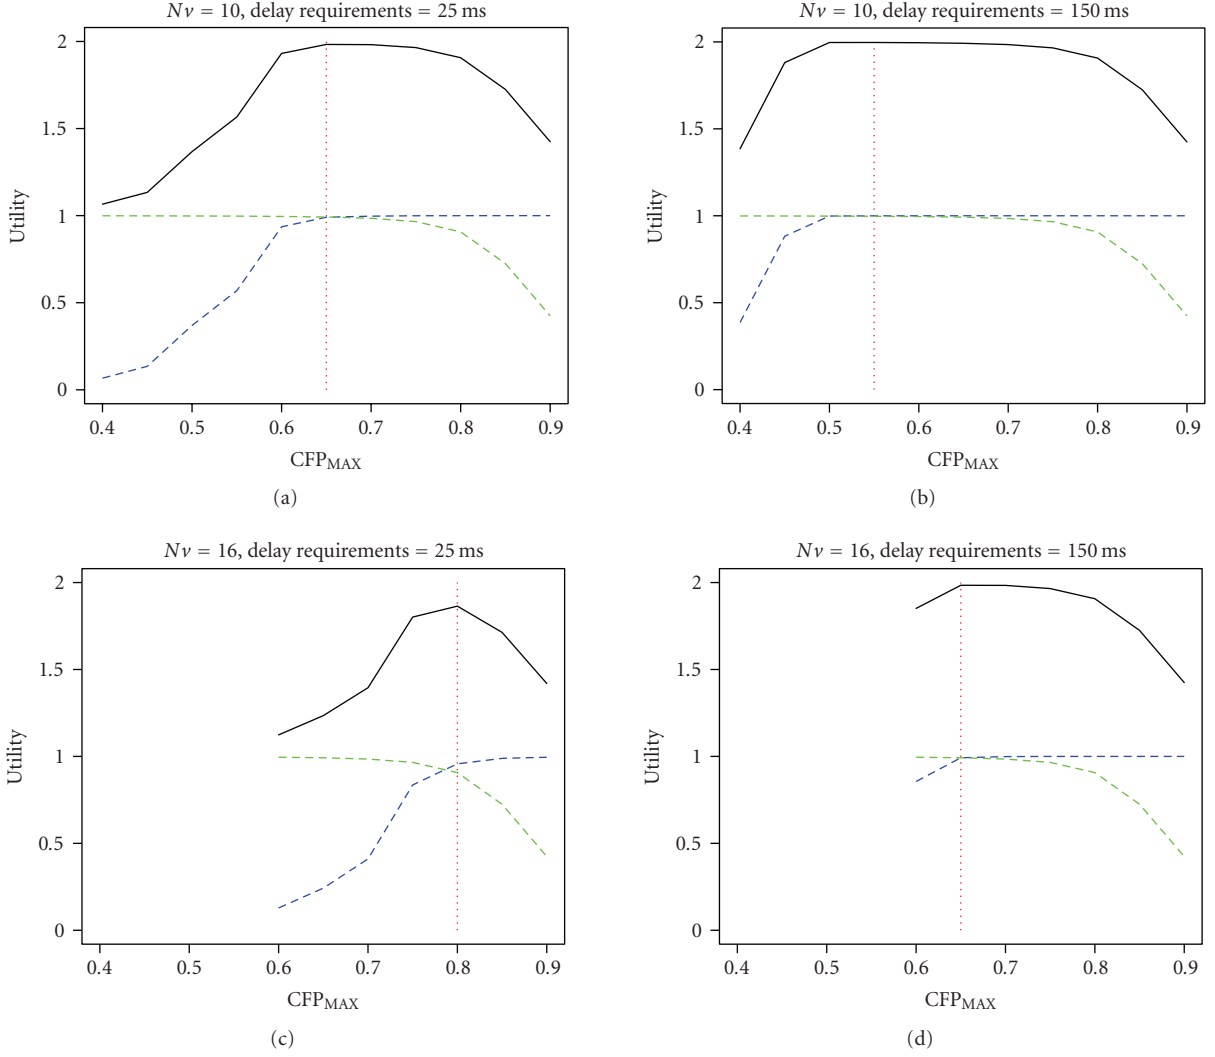 Nν = 10, delay requirements = 25 ms
2
1.5
1
0.5
0
Utility
0.4 0.5 0.6 0.7 0.8 0.9
CFPMAX
(a)
Nν = 10, delay requirements = 150 ms
2
1.5
1
0.5
0
Utility
0.4 0.5 0.6 0.7 0.8 0.9
CFPMAX
(b)
Nν = 16, delay requirements = 25 ms
2
1.5
1
0.5
0
Utility
0.4 0.5 0.6 0.7 0.8 0.9
CFPMAX
(c)
Nν = 16, delay requirements = 150 ms
2
1.5
1
0.5
0
Utility
0.4 0.5 0.6 0.7 0.8 0.9
CFPMAX
(d)